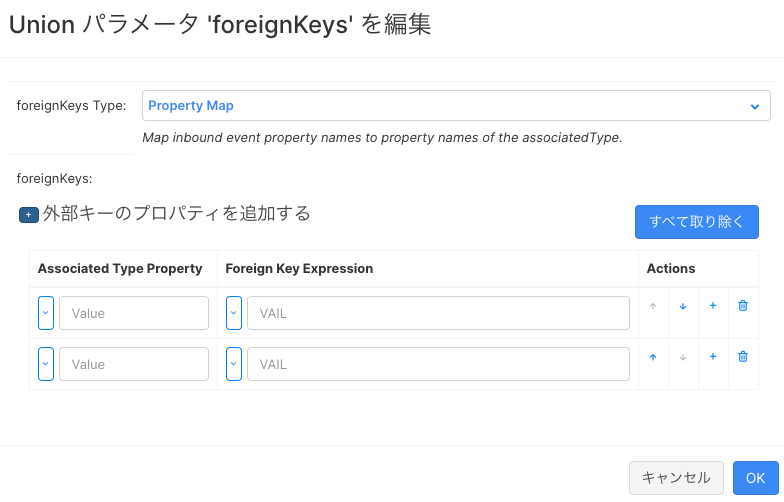 Union パラメータ 'foreignKeys' を編集
foreignKeys Type: Property Map
Map inbound event property names to property names of the associatedType.
foreignKeys:
+ 外部キーのプロパティを追加する
すべて取り除く
Associated Type Property Foreign Key Expression Actions
Value VAIL
Value VAIL
キャンセル OK